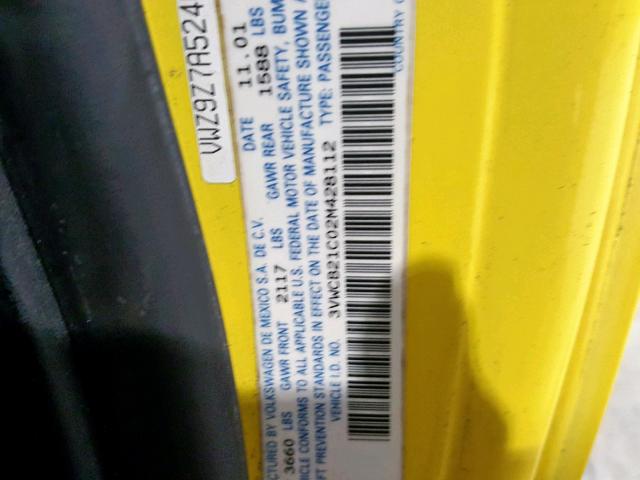 VWZ9Z7A524
CTURED BY VOLKSWAGEN DE MEXICO S.A. DE C.V. DATE 11.01
3660 LBS GAWR FRONT 2117 LBS GAWR REAR 1588 LBS
HICLE CONFORMS TO ALL APPLICABLE U.S. FEDERAL MOTOR VEHICLE SAFETY, BUM
FT PREVENTION STANDARDS IN EFFECT ON THE DATE OF MANUFACTURE SHOWN A
VEHICLE I.D. NO. 3VWCB21C02M428112 TYPE: PASSENGE
COUNTRY O